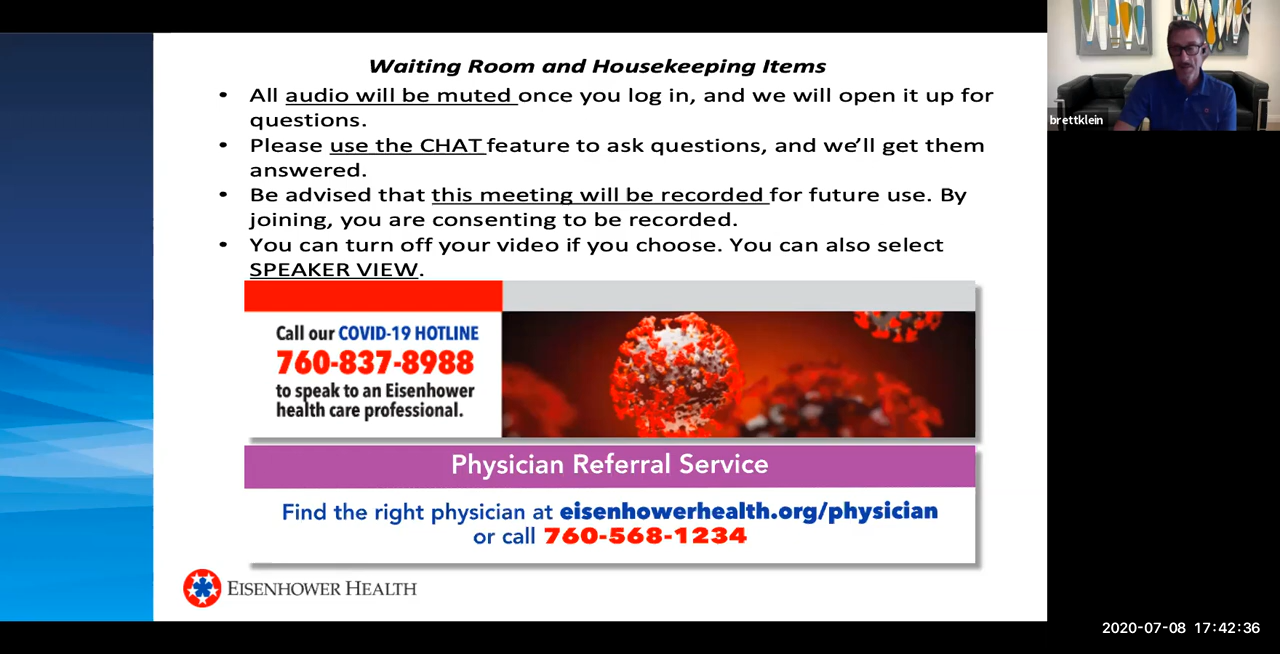 Waiting Room and Housekeeping Items
• All audio will be muted once you log in, and we will open it up for
questions.
• Please use the CHAT feature to ask questions, and we’ll get them
answered.
• Be advised that this meeting will be recorded for future use. By
joining, you are consenting to be recorded.
• You can turn off your video if you choose. You can also select
SPEAKER VIEW.
Call our COVID-19 HOTLINE
760-837-8988
to speak to an Eisenhower
health care professional.
Physician Referral Service
Find the right physician at eisenhowerhealth.org/physician
or call 760-568-1234
EISENHOWER HEALTH
brettklein
2020-07-08 17:42:36